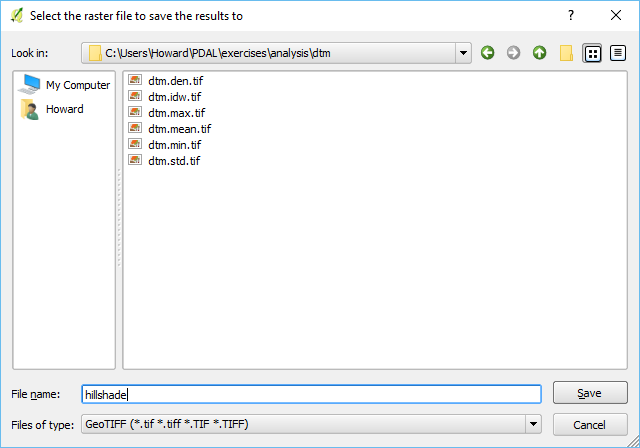 Select the raster file to save the results to
Look in: C:\Users\Howard\PDAL\exercises\analysis\dtm
My Computer
Howard
dtm.den.tif
dtm.idw.tif
dtm.max.tif
dtm.mean.tif
dtm.min.tif
dtm.std.tif
File name: hillshade Save
Files of type: GeoTIFF (*.tif *.tiff *.TIF *.TIFF) Cancel